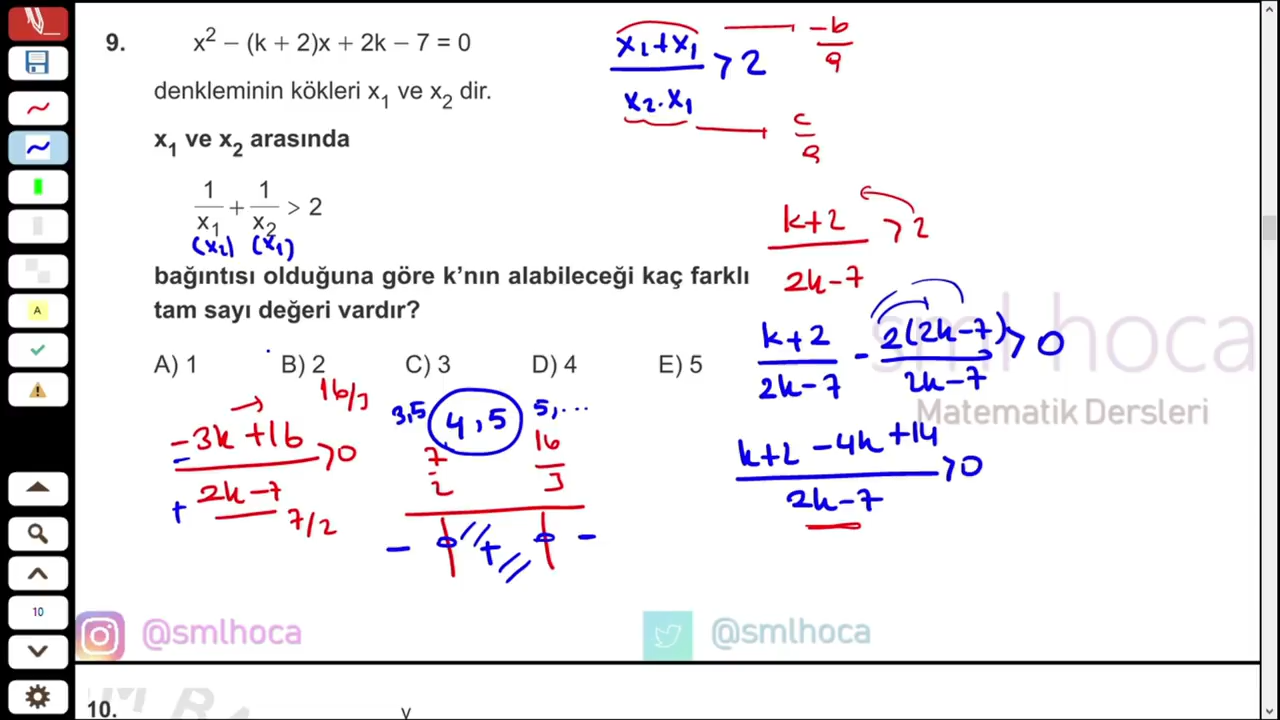 9. x² – (k + 2)x + 2k – 7 = 0
denkleminin kökleri x₁ ve x₂ dir.
x₁ ve x₂ arasında
1/x₁ + 1/x₂ > 2
(x₂) (x₁)
bağıntısı olduğuna göre k’nın alabileceği kaç farklı
tam sayı değeri vardır?
A) 1 B) 2 C) 3 D) 4 E) 5
x₁+x₁ / x₂.x₁ > 2
-b/a
c/a
k+2 / 2k-7 > 2
k+2 / 2k-7 - 2(2k-7) / 2k-7 > 0
k+2-4k+14 / 2k-7 > 0
-3k+16 / 2k-7 > 0
16/3
7/2
- +
3,5 4,5 5,...
7/2 16/3
- + -
smlhoca
Matematik Dersleri
@smlhoca @smlhoca
10. y
A
10